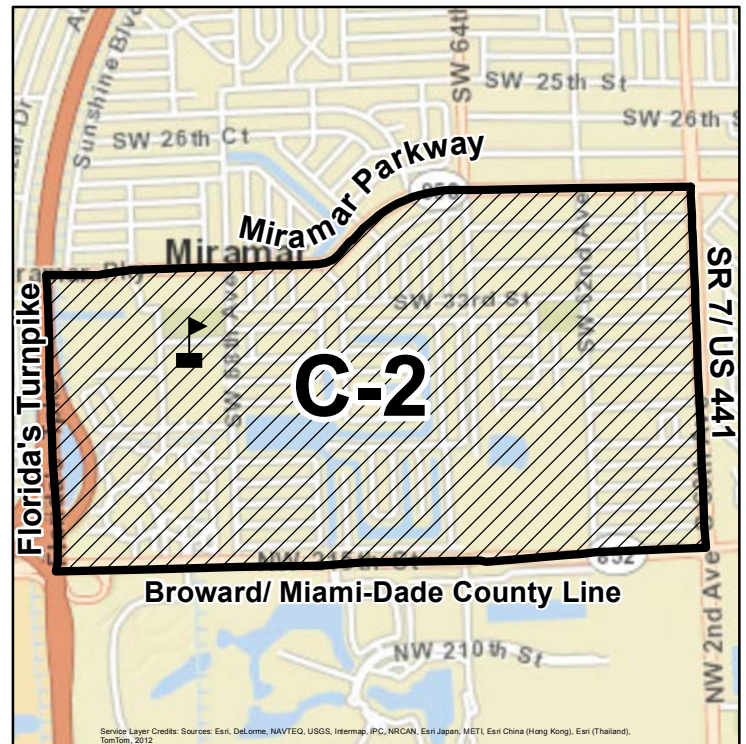 Sunshine Blvd
SW 64th
SW 25th St
SW 26th Ct
SW 26th S
Miramar Parkway
Miramar
Florida's Turnpike
SW 33rd St
SW 62nd Ave
SW 68th Ave
SR 7/ US 441
C-2
NW 215th St
852
Broward/ Miami-Dade County Line
NW 210th St
NW 2nd Ave
Service Layer Credits: Sources: Esri, DeLorme, NAVTEQ, USGS, Intermap, iPC, NRCAN, Esri Japan, METI, Esri China (Hong Kong), Esri (Thailand),
TomTom, 2012